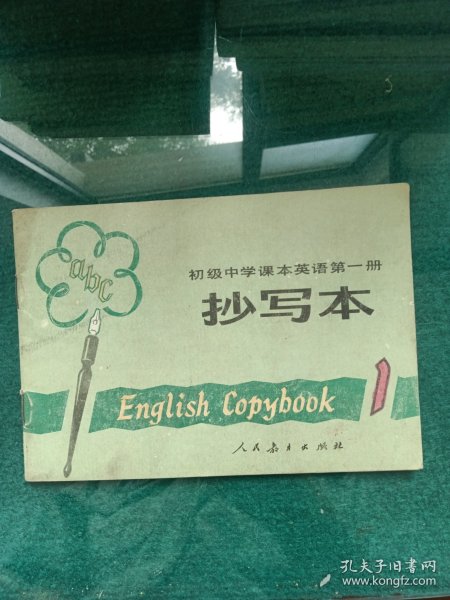 abc
初级中学课本英语第一册
抄写本
English Copybook
1
人民教育出版社
孔夫子旧书网
www.kongfz.com